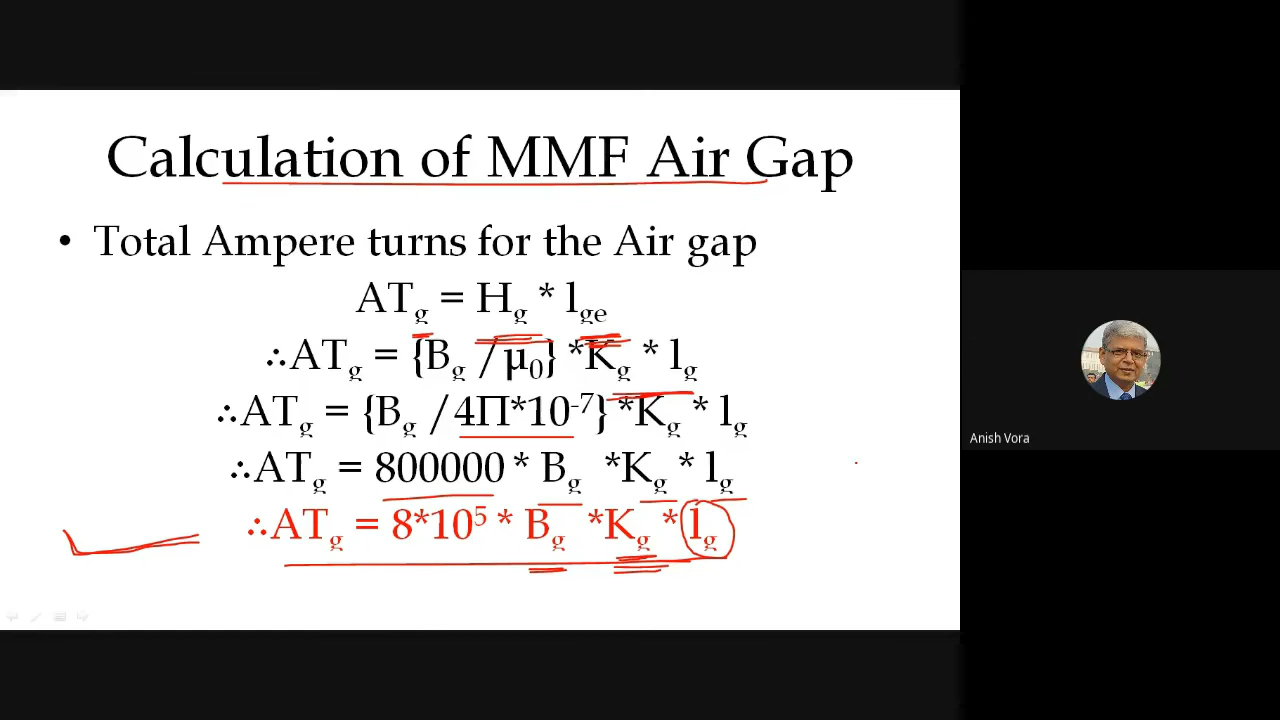 Calculation of MMF Air Gap
• Total Ampere turns for the Air gap
ATg = Hg * lge
∴ATg = {Bg /μ0} *Kg * lg
∴ATg = {Bg /4Π*10-7} *Kg * lg
∴ATg = 800000 * Bg *Kg * lg
∴ATg = 8*10⁵ * Bg *Kg * lg
Anish Vora